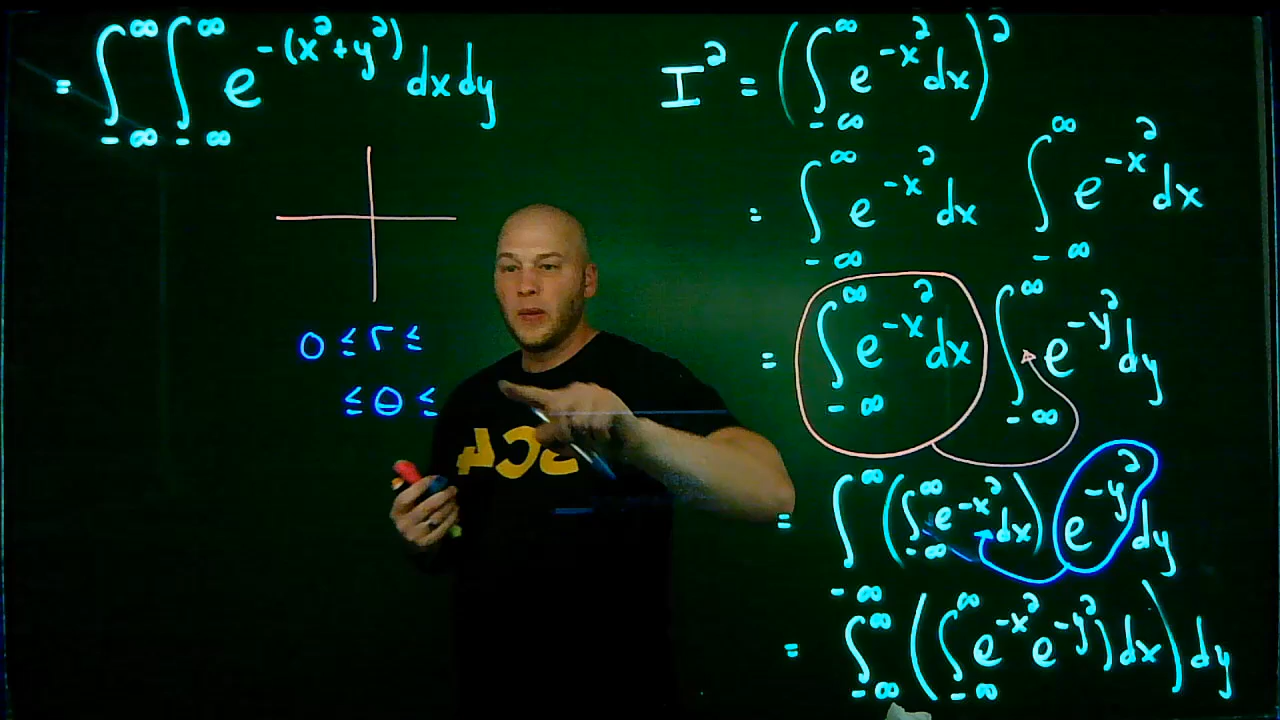 = ∫_{-∞}^{∞} ∫_{-∞}^{∞} e^{-(x²+y²)} dx dy
0 ≤ r ≤
≤ θ ≤
I² = (∫_{-∞}^{∞} e^{-x²} dx)²
= ∫_{-∞}^{∞} e^{-x²} dx ∫_{-∞}^{∞} e^{-x²} dx
= ∫_{-∞}^{∞} e^{-x²} dx ∫_{-∞}^{∞} e^{-y²} dy
= ∫_{-∞}^{∞} (∫_{-∞}^{∞} e^{-x²} dx) e^{-y²} dy
= ∫_{-∞}^{∞} (∫_{-∞}^{∞} e^{-x²} e^{-y²}) dx) dy